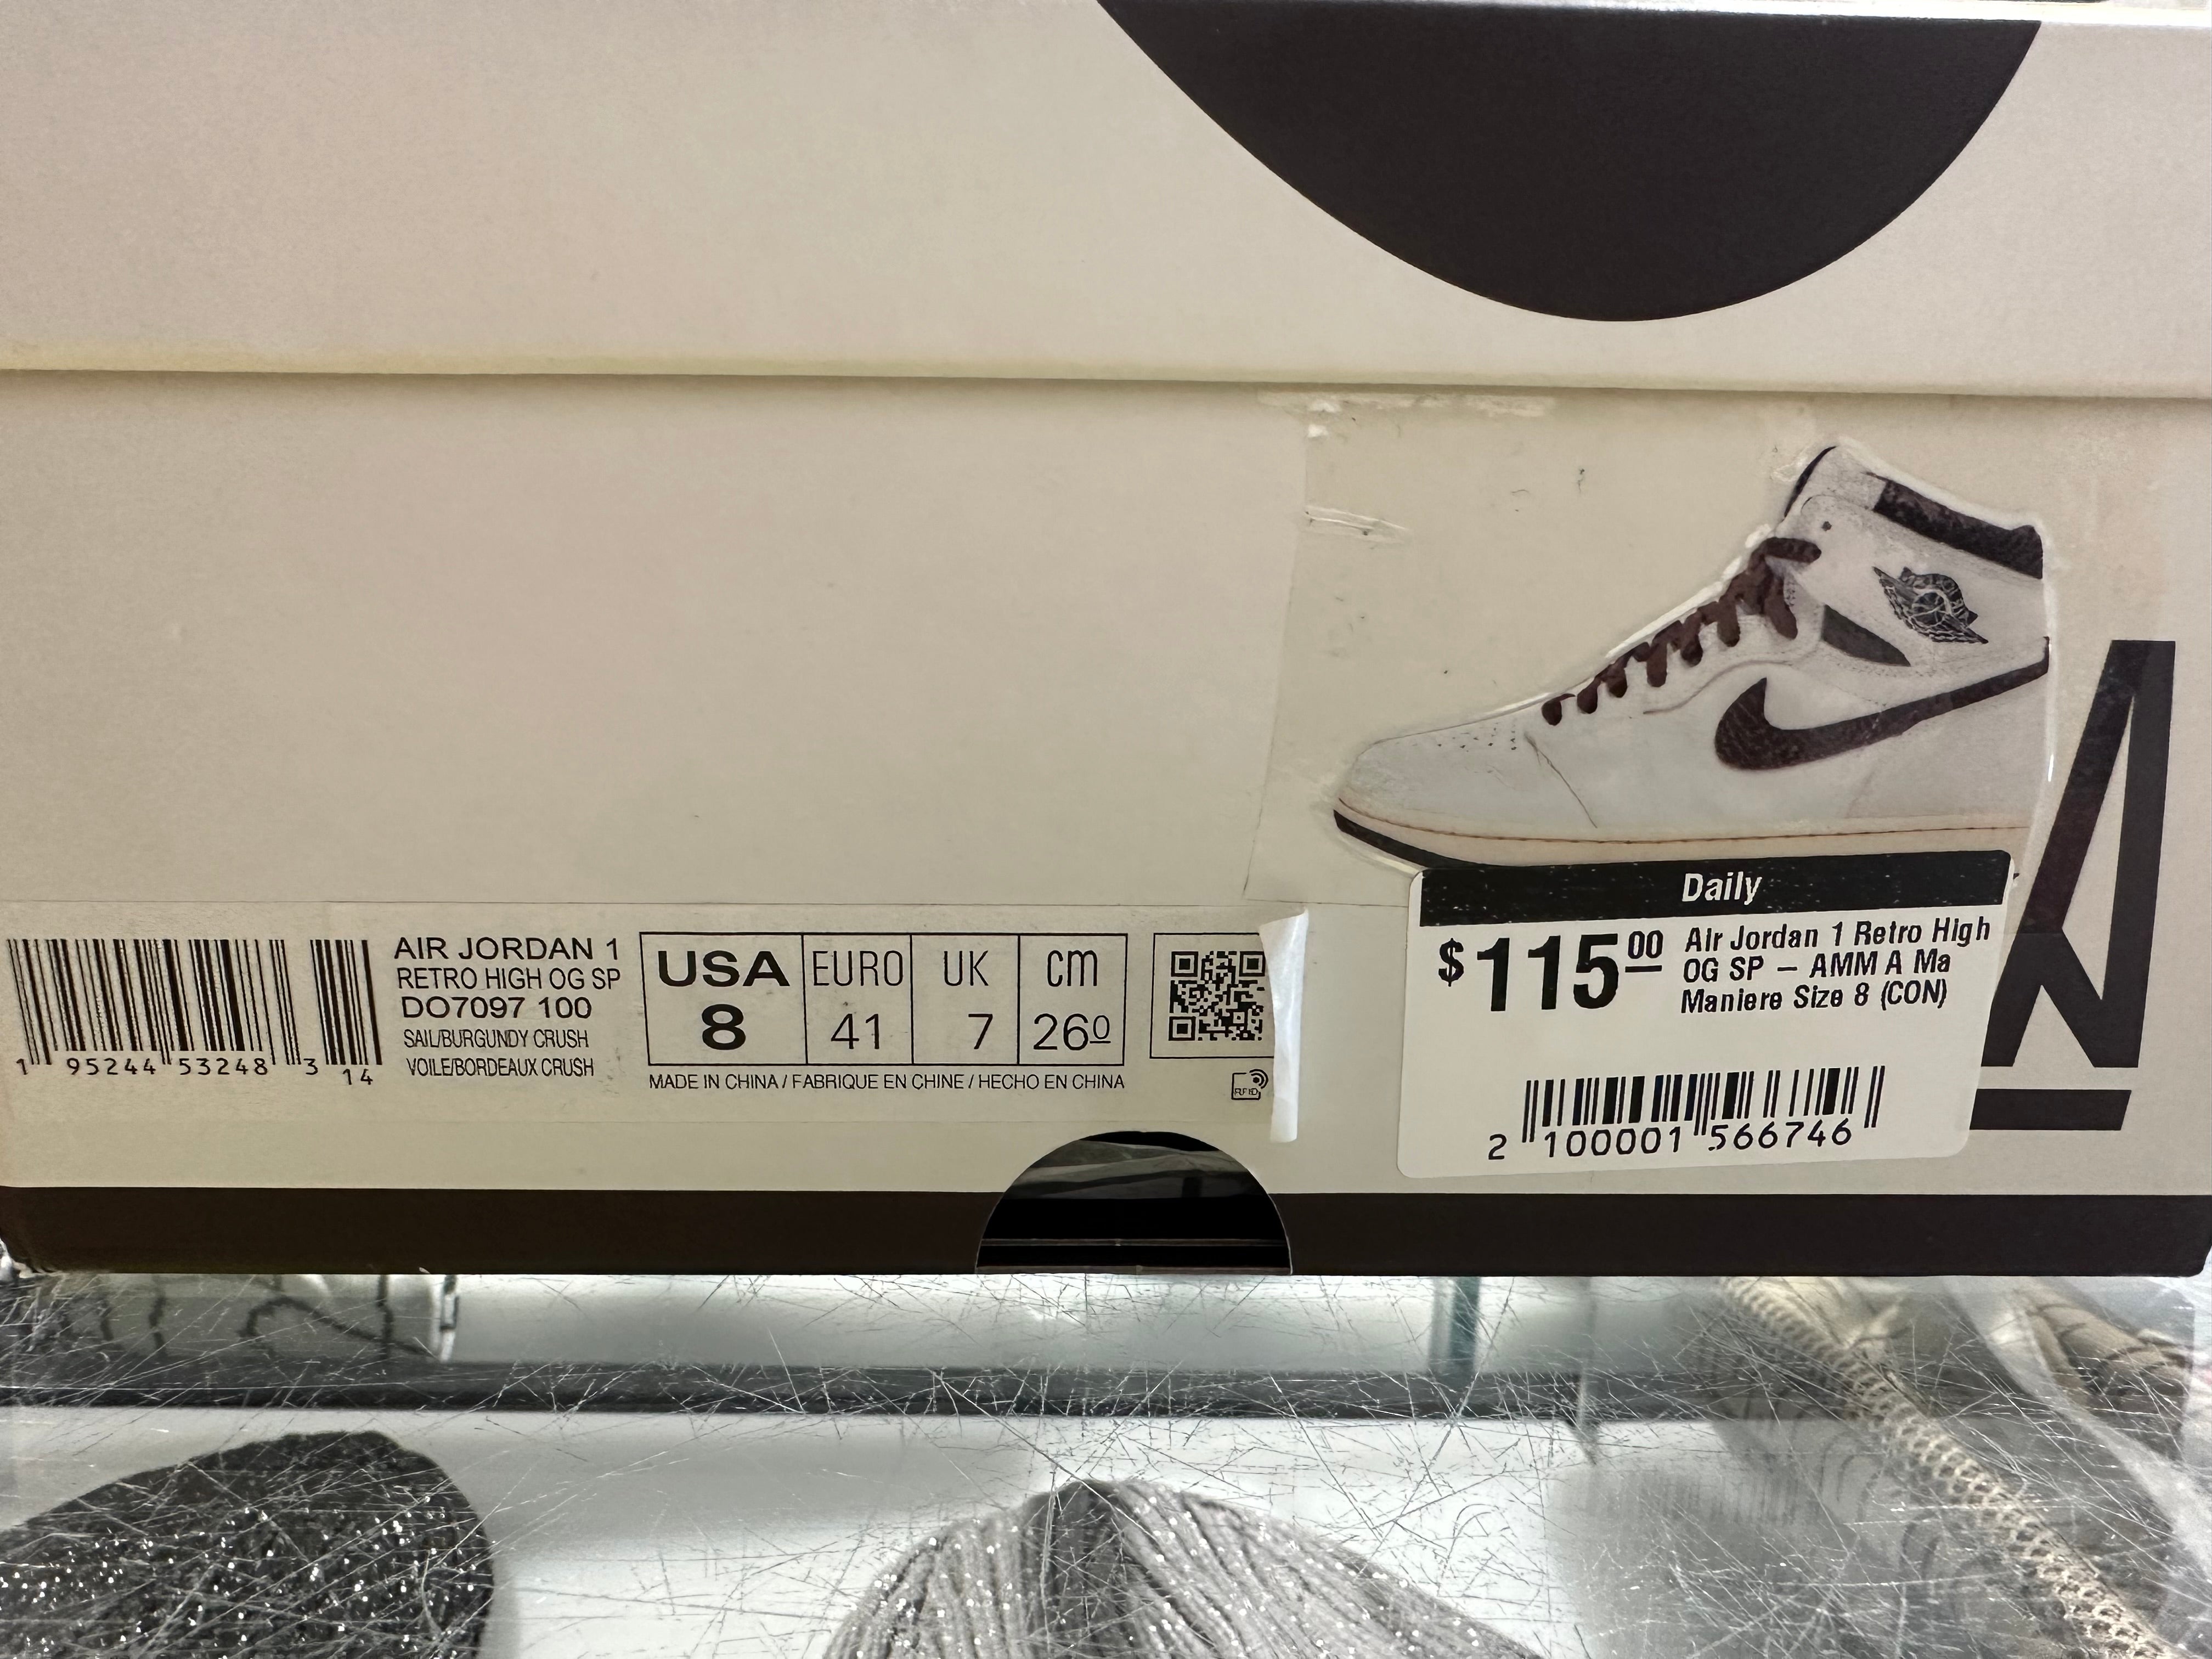 AIR JORDAN 1
RETRO HIGH OG SP
DO7097 100
SAIL/BURGUNDY CRUSH
VOILE/BORDEAUX CRUSH
1 95244 53248 3 14
USA EURO UK cm
8 41 7 26.0
MADE IN CHINA / FABRIQUE EN CHINE / HECHO EN CHINA
RFID
Daily
$115.00
Air Jordan 1 Retro High
OG SP – AMM A Ma
Maniere Size 8 (CON)
2 100001 566746